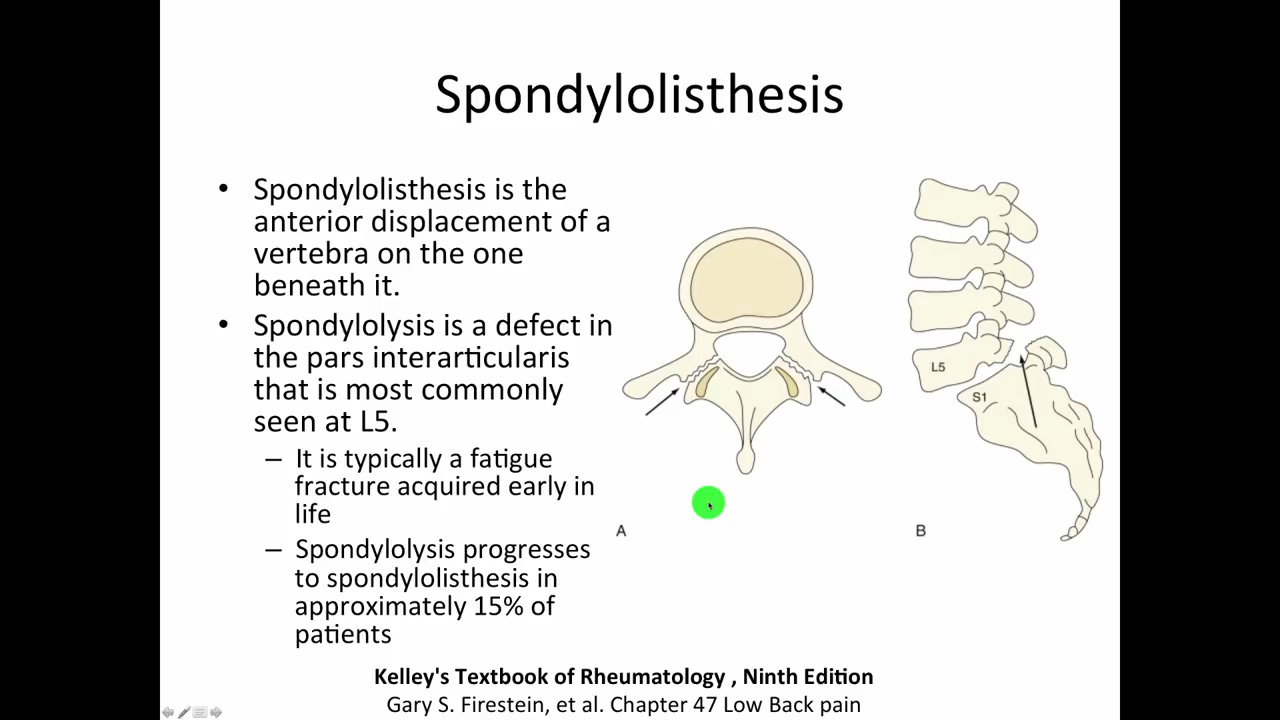 Spondylolisthesis
• Spondylolisthesis is the
anterior displacement of a
vertebra on the one
beneath it.
• Spondylolysis is a defect in
the pars interarticularis
that is most commonly
seen at L5.
– It is typically a fatigue
fracture acquired early in
life
– Spondylolysis progresses
to spondylolisthesis in
approximately 15% of
patients
A
L5
S1
B
Kelley's Textbook of Rheumatology , Ninth Edition
Gary S. Firestein, et al. Chapter 47 Low Back pain